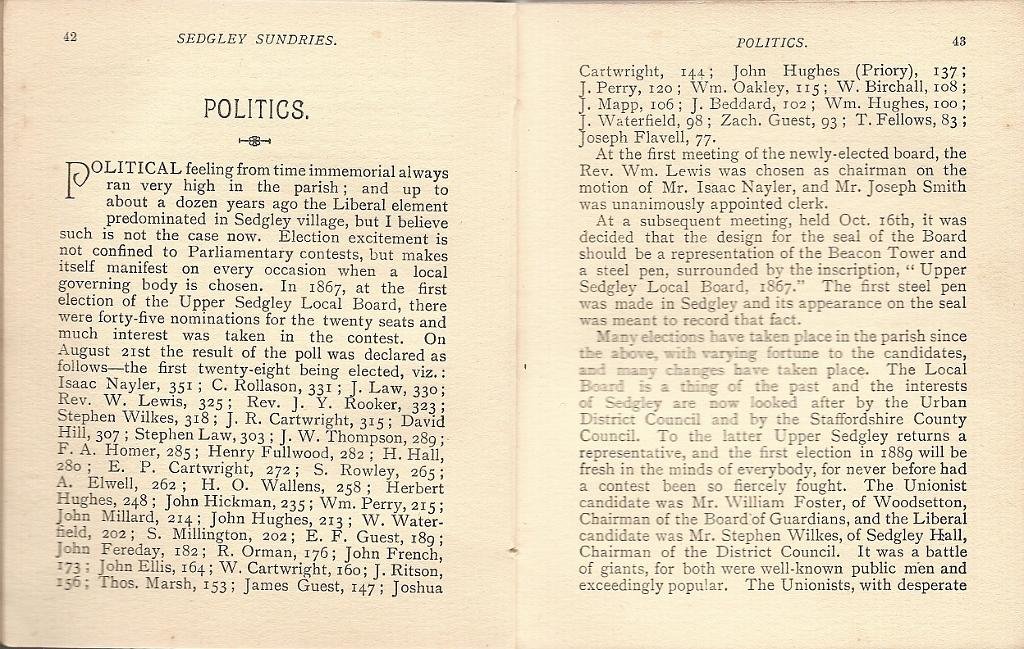 42
SEDGLEY SUNDRIES.
POLITICS.
POLITICAL feeling from time immemorial always
ran very high in the parish; and up to
about a dozen years ago the Liberal element
predominated in Sedgley village, but I believe
such is not the case now. Election excitement is
not confined to Parliamentary contests, but makes
itself manifest on every occasion when a local
governing body is chosen. In 1867, at the first
election of the Upper Sedgley Local Board, there
were forty-five nominations for the twenty seats and
much interest was taken in the contest. On
August 21st the result of the poll was declared as
follows—the first twenty-eight being elected, viz.:
Isaac Nayler, 351; C. Rollason, 331; J. Law, 330;
Rev. W. Lewis, 325; Rev. J. Y. Rooker, 323;
Stephen Wilkes, 318; J. R. Cartwright, 315; David
Hill, 307; Stephen Law, 303; J. W. Thompson, 289;
F. A. Homer, 285; Henry Fullwood, 282; H. Hall,
280; E. P. Cartwright, 272; S. Rowley, 265;
A. Elwell, 262; H. O. Wallens, 258; Herbert
Hughes, 248; John Hickman, 235; Wm. Perry, 215;
John Millard, 214; John Hughes, 213; W. Water-
field, 202; S. Millington, 202; E. F. Guest, 189;
John Fereday, 182; R. Orman, 176; John French,
173; John Ellis, 164; W. Cartwright, 160; J. Ritson,
156; Thos. Marsh, 153; James Guest, 147; Joshua
POLITICS.
43
Cartwright, 144; John Hughes (Priory), 137;
J. Perry, 120; Wm. Oakley, 115; W. Birchall, 108;
J. Mapp, 106; J. Beddard, 102; Wm. Hughes, 100;
J. Waterfield, 98; Zach. Guest, 93; T. Fellows, 83;
Joseph Flavell, 77.
At the first meeting of the newly-elected board, the
Rev. Wm. Lewis was chosen as chairman on the
motion of Mr. Isaac Nayler, and Mr. Joseph Smith
was unanimously appointed clerk.
At a subsequent meeting, held Oct. 16th, it was
decided that the design for the seal of the Board
should be a representation of the Beacon Tower and
a steel pen, surrounded by the inscription, "Upper
Sedgley Local Board, 1867." The first steel pen
was made in Sedgley and its appearance on the seal
was meant to record that fact.
Many elections have taken place in the parish since
the above, with varying fortune to the candidates,
and many changes have taken place. The Local
Board is a thing of the past and the interests
of Sedgley are now looked after by the Urban
District Council and by the Staffordshire County
Council. To the latter Upper Sedgley returns a
representative, and the first election in 1889 will be
fresh in the minds of everybody, for never before had
a contest been so fiercely fought. The Unionist
candidate was Mr. William Foster, of Woodsetton,
Chairman of the Board of Guardians, and the Liberal
candidate was Mr. Stephen Wilkes, of Sedgley Hall,
Chairman of the District Council. It was a battle
of giants, for both were well-known public men and
exceedingly popular. The Unionists, with desperate